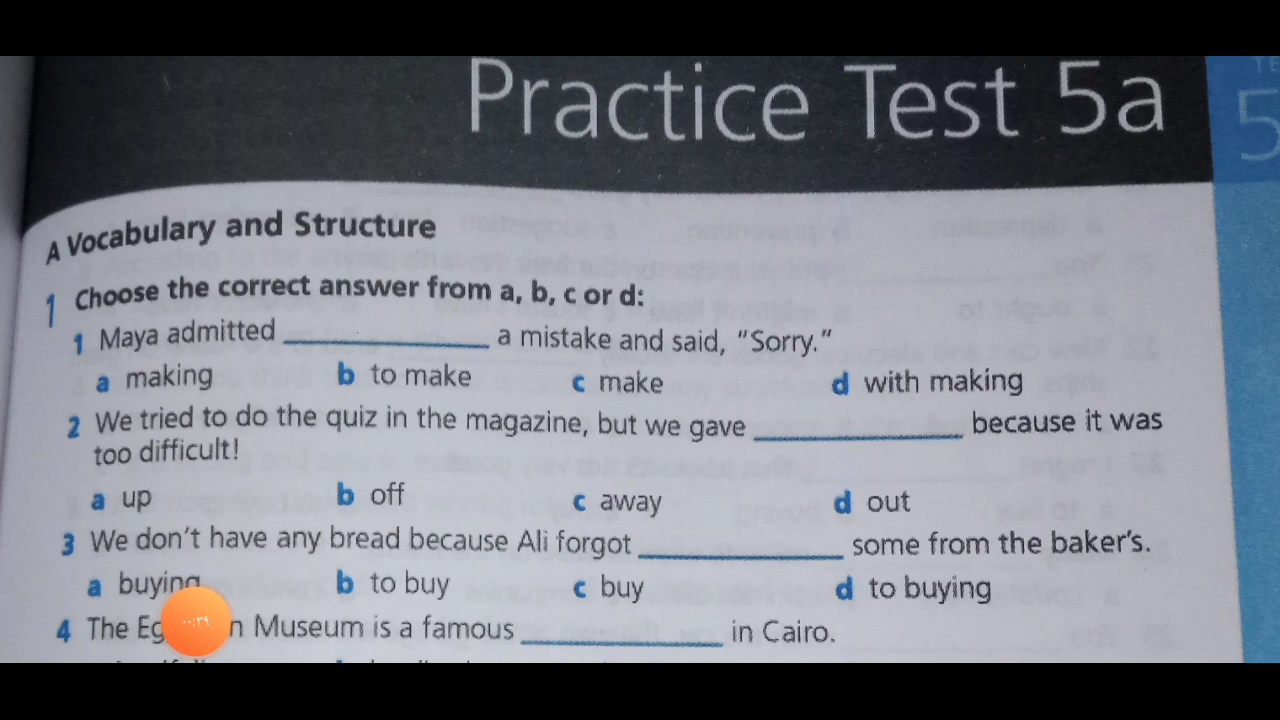 Practice Test 5a
5
A Vocabulary and Structure
1 Choose the correct answer from a, b, c or d:
1 Maya admitted ____________ a mistake and said, "Sorry."
a making b to make c make d with making
2 We tried to do the quiz in the magazine, but we gave ____________ because it was
too difficult!
a up b off c away d out
3 We don't have any bread because Ali forgot ____________ some from the baker's.
a buying b to buy c buy d to buying
٠٠:٢٩
4 The Museum is a famous ____________ in Cairo.